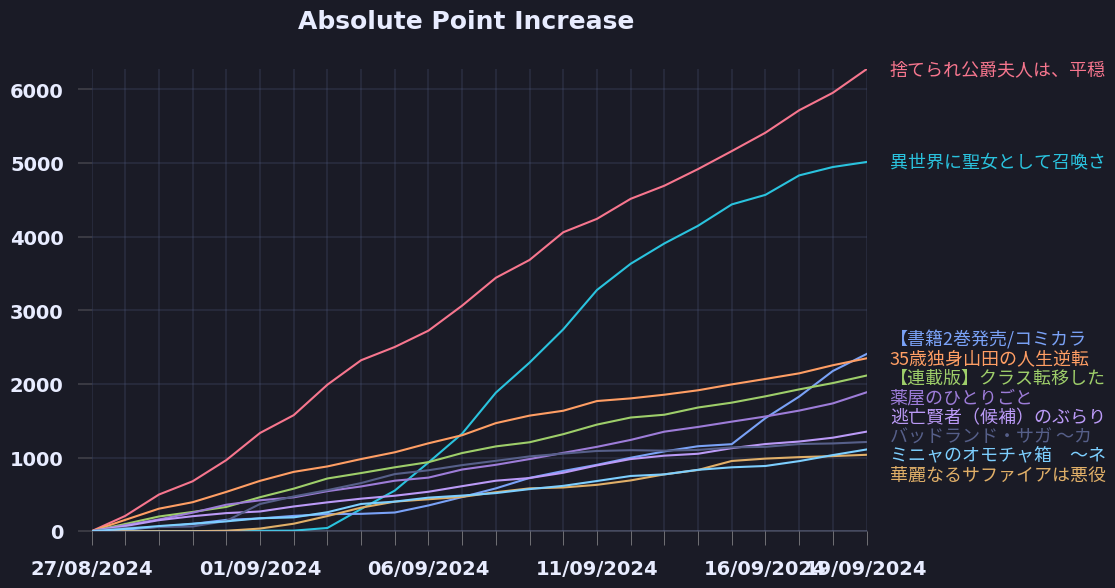 Absolute Point Increase
6000
5000
4000
3000
2000
1000
0
27/08/2024
01/09/2024
06/09/2024
11/09/2024
16/09/2024
19/09/2024
捨てられ公爵夫人は、平穏
異世界に聖女として召喚さ
【書籍2巻発売/コミカラ
35歳独身山田の人生逆転
【連載版】クラス転移した
薬屋のひとりごと
逃亡賢者（候補）のぶらり
バッドランド・サガ ～カ
ミニャのオモチャ箱　～ネ
華麗なるサファイアは悪役